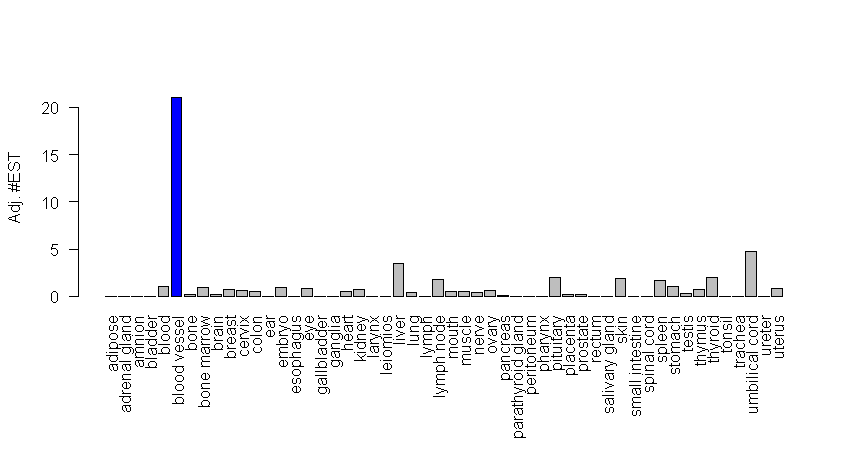 Adj. #EST
20
15
10
5
0
adipose
adrenal gland
amnion
bladder
blood
blood vessel
bone
bone marrow
brain
breast
cervix
colon
ear
embryo
esophagus
eye
gallbladder
ganglia
heart
kidney
larynx
leiomios
liver
lung
lymph
lymph node
mouth
muscle
nerve
ovary
pancreas
parathyroid gland
peritoneum
pharynx
pituitary
placenta
prostate
rectum
salivary gland
skin
small intestine
spinal cord
spleen
stomach
testis
thymus
thyroid
tonsil
trachea
umbilical cord
ureter
uterus